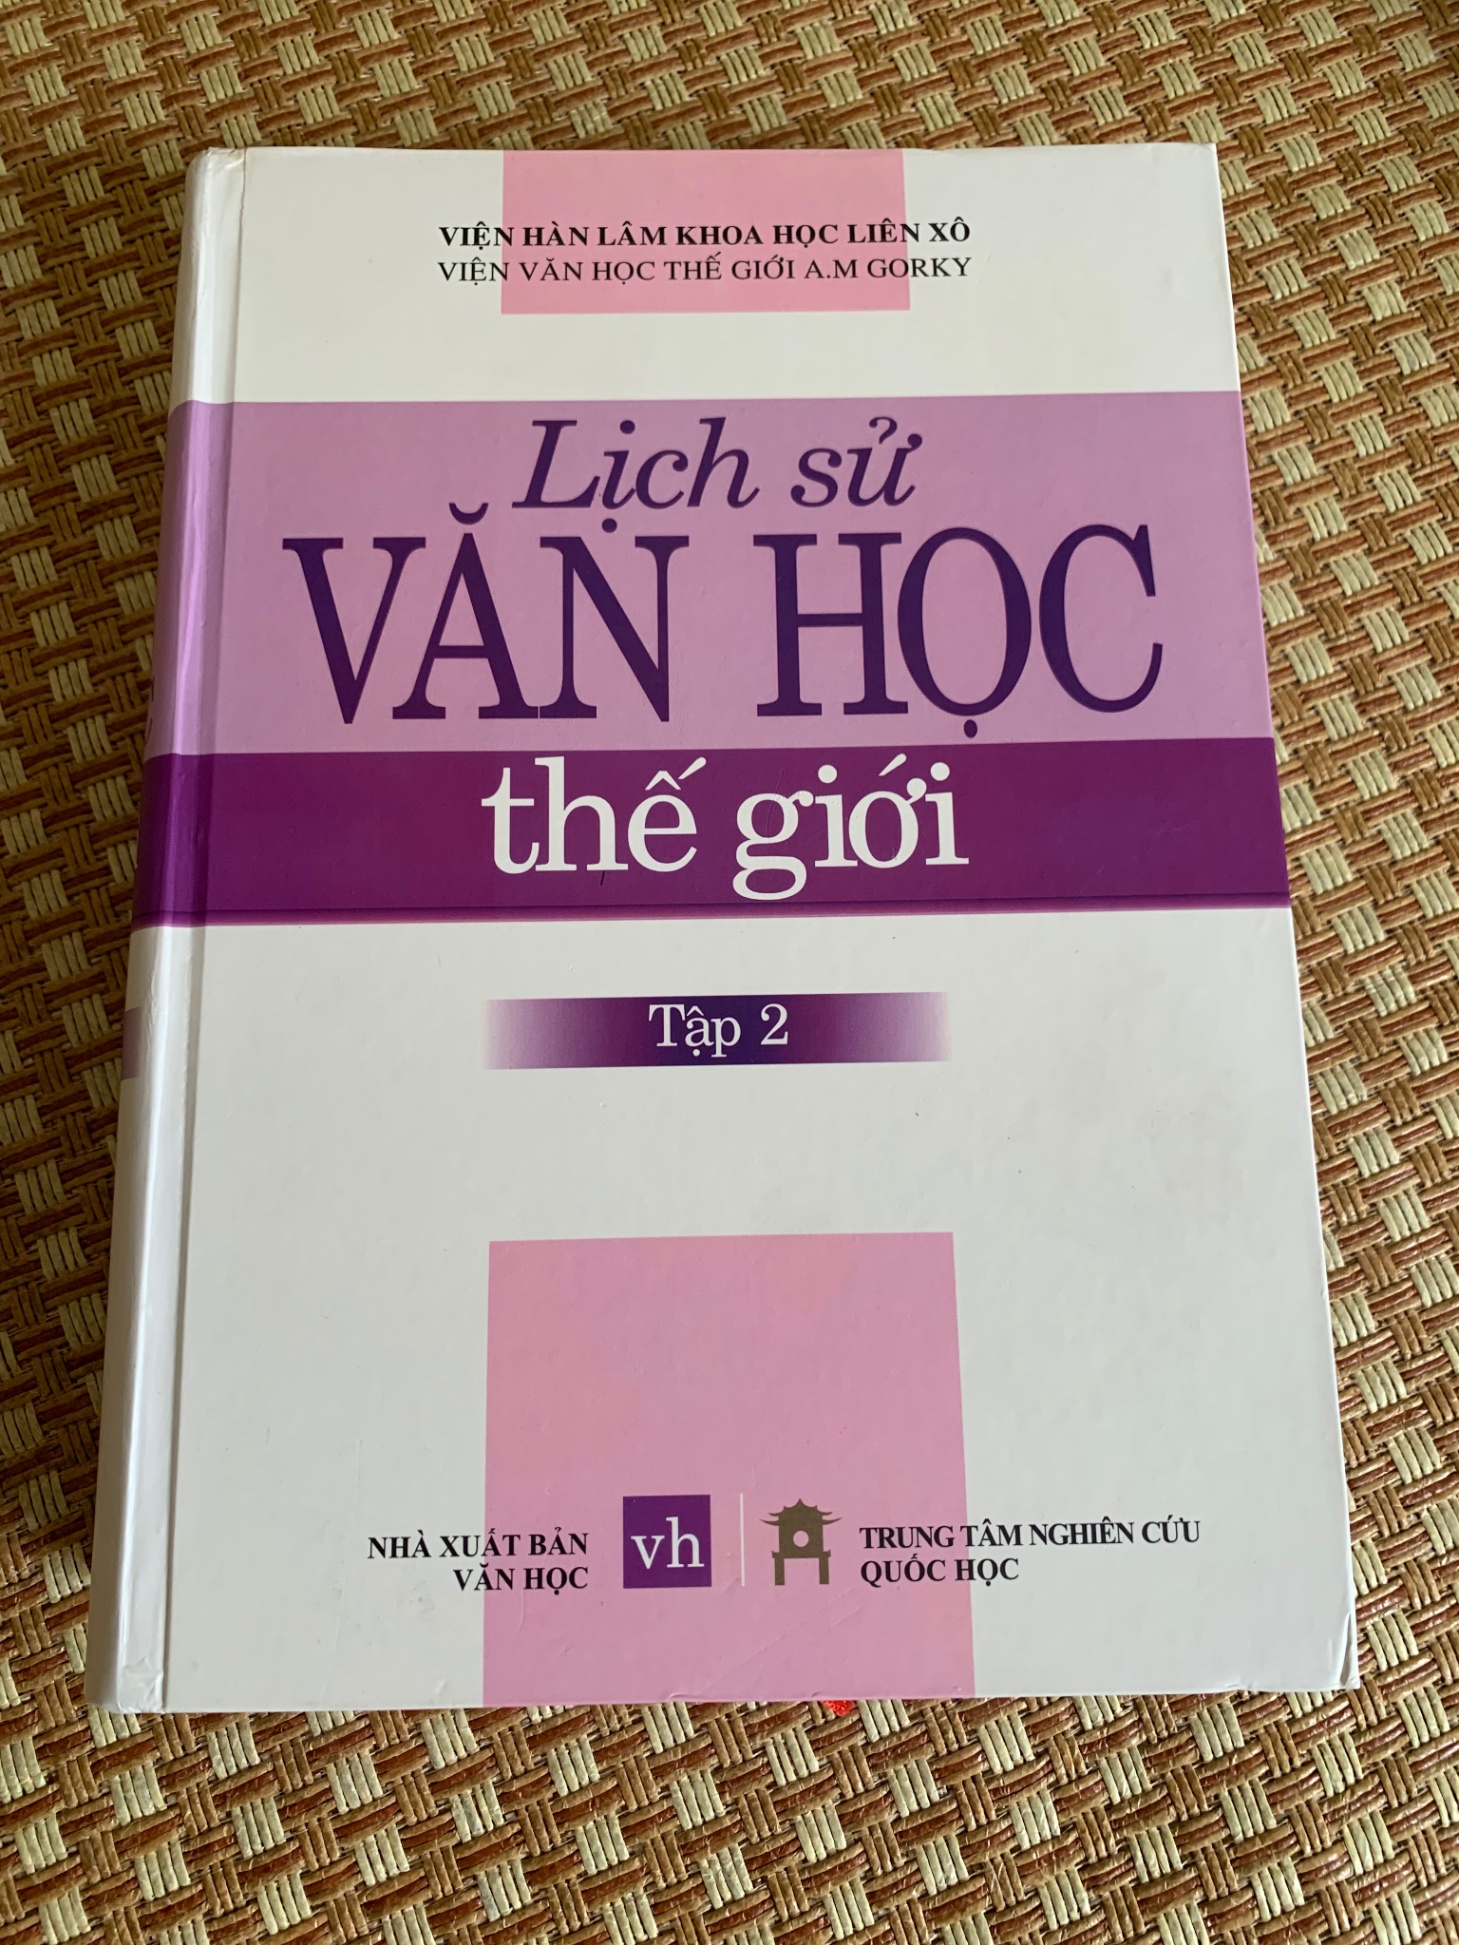 VIỆN HÀN LÂM KHOA HỌC LIÊN XÔ
VIỆN VĂN HỌC THẾ GIỚI A.M GORKY
Lịch sử
VĂN HỌC
thế giới
Tập 2
NHÀ XUẤT BẢN
VĂN HỌC
vh
TRUNG TÂM NGHIÊN CỨU
QUỐC HỌC